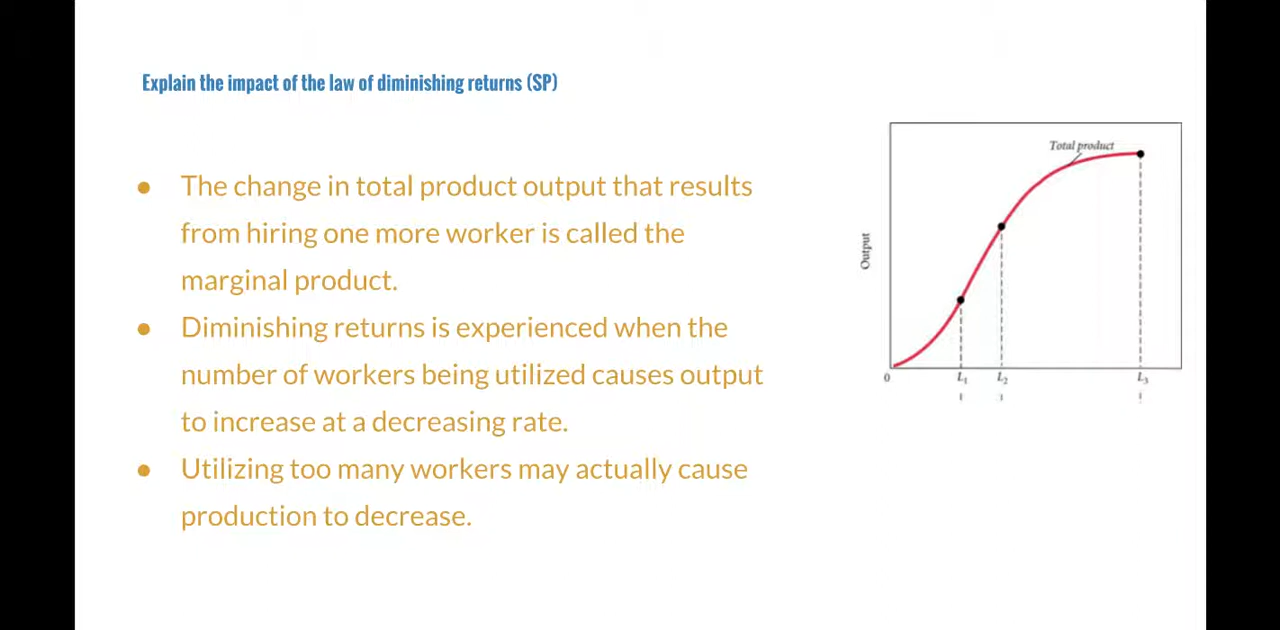 Explain the impact of the law of diminishing returns (SP)
● The change in total product output that results
from hiring one more worker is called the
marginal product.
● Diminishing returns is experienced when the
number of workers being utilized causes output
to increase at a decreasing rate.
● Utilizing too many workers may actually cause
production to decrease.
Total product
Output
0 L₁ L₂ L₃